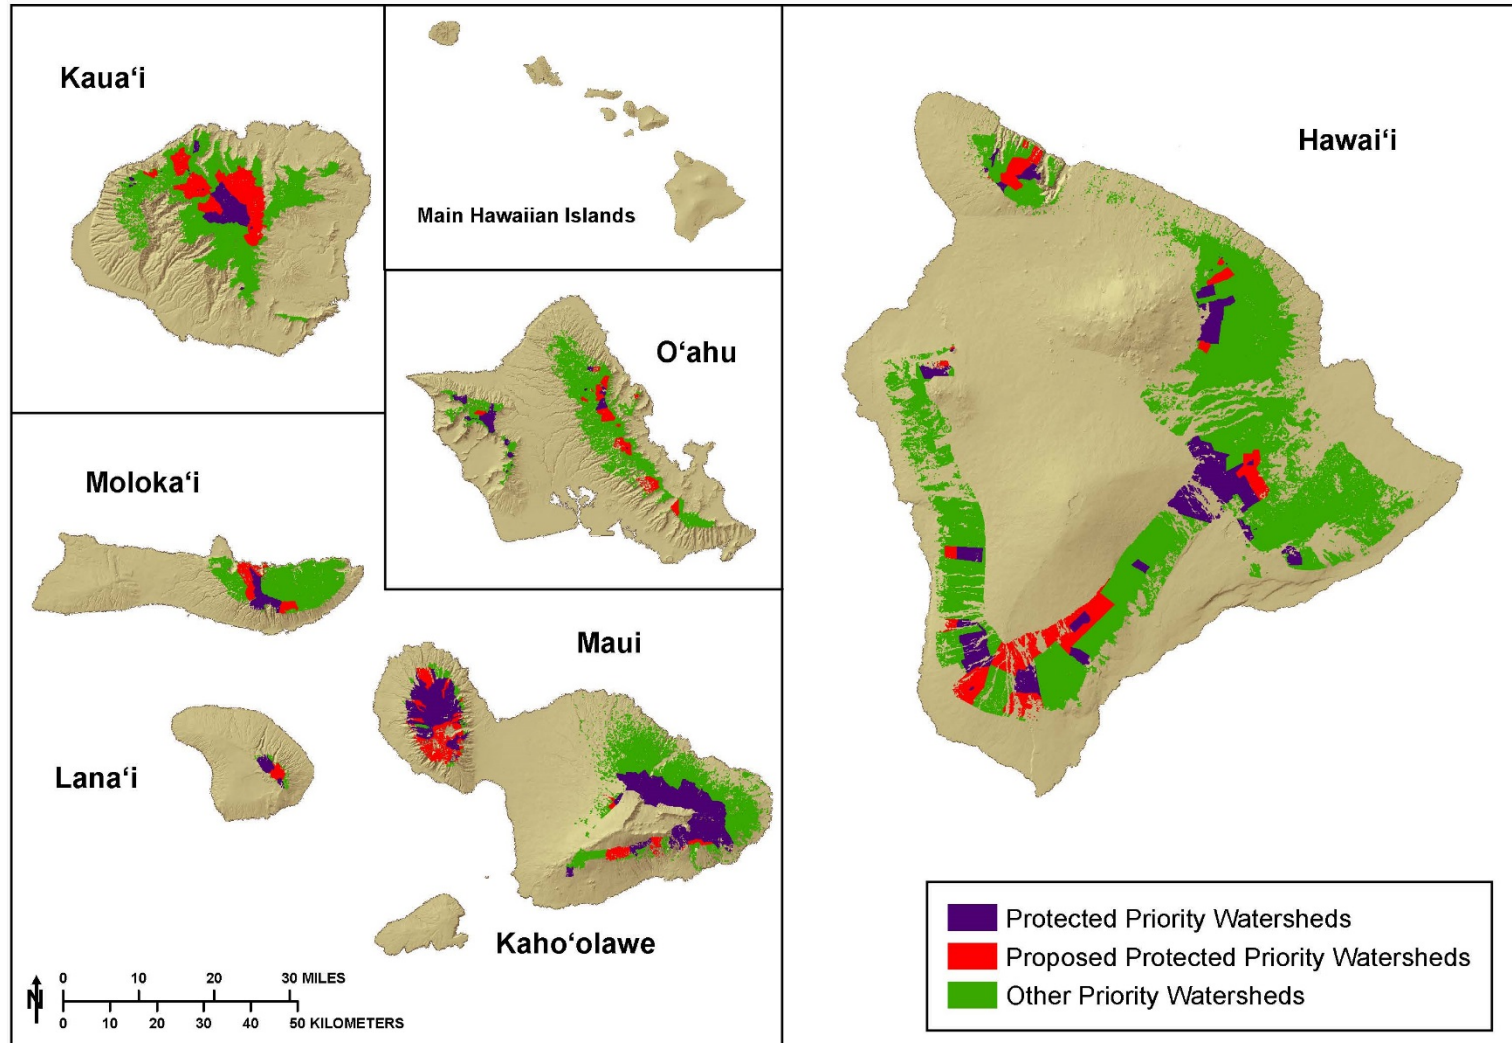 Kaua‘i
Main Hawaiian Islands
Hawai‘i
O‘ahu
Moloka‘i
Maui
Lana‘i
Kaho‘olawe
0 10 20 30 MILES
N
0 10 20 30 40 50 KILOMETERS
Protected Priority Watersheds
Proposed Protected Priority Watersheds
Other Priority Watersheds